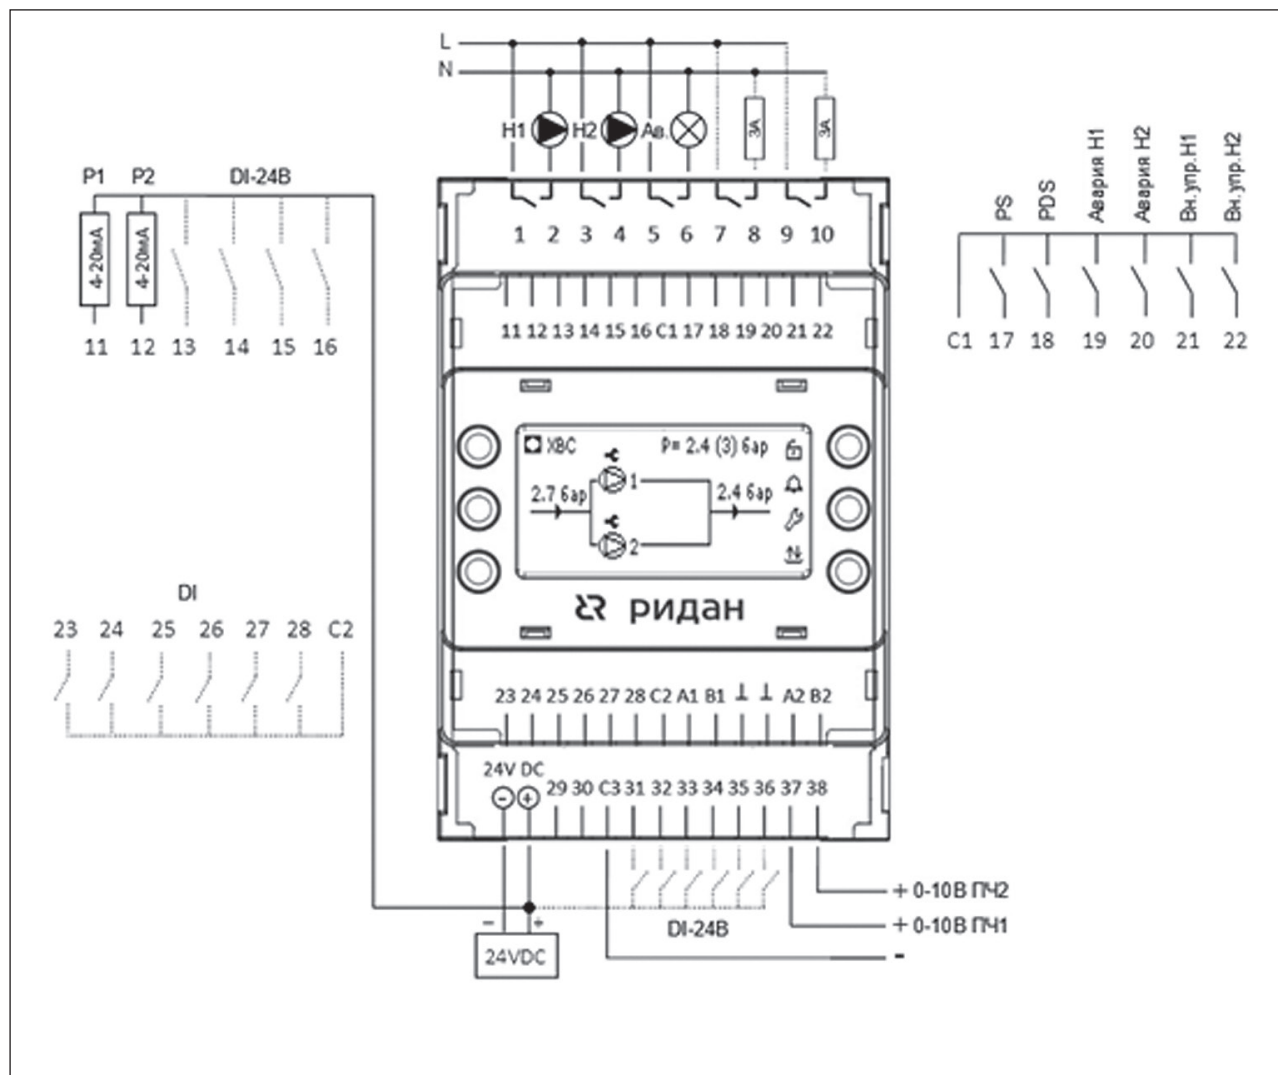 L
N
H1 H2 Ав. 3А 3А
P1 P2 DI-24В
4-20мА 4-20мА
11 12 13 14 15 16
1 2 3 4 5 6 7 8 9 10
11 12 13 14 15 16 C1 17 18 19 20 21 22
PS PDS Авария Н1 Авария Н2 Вн.упр.Н1 Вн.упр.Н2
C1 17 18 19 20 21 22
ХВС P= 2.4 (3) бар
2.7 бар 1 2.4 бар
2
ридан
DI
23 24 25 26 27 28 C2
23 24 25 26 27 28 C2 A1 B1 ⊥ ⊥ A2 B2
24V DC
- +
29 30 C3 31 32 33 34 35 36 37 38
+ 0-10В ПЧ2
+ 0-10В ПЧ1
-
DI-24В
- +
24VDC